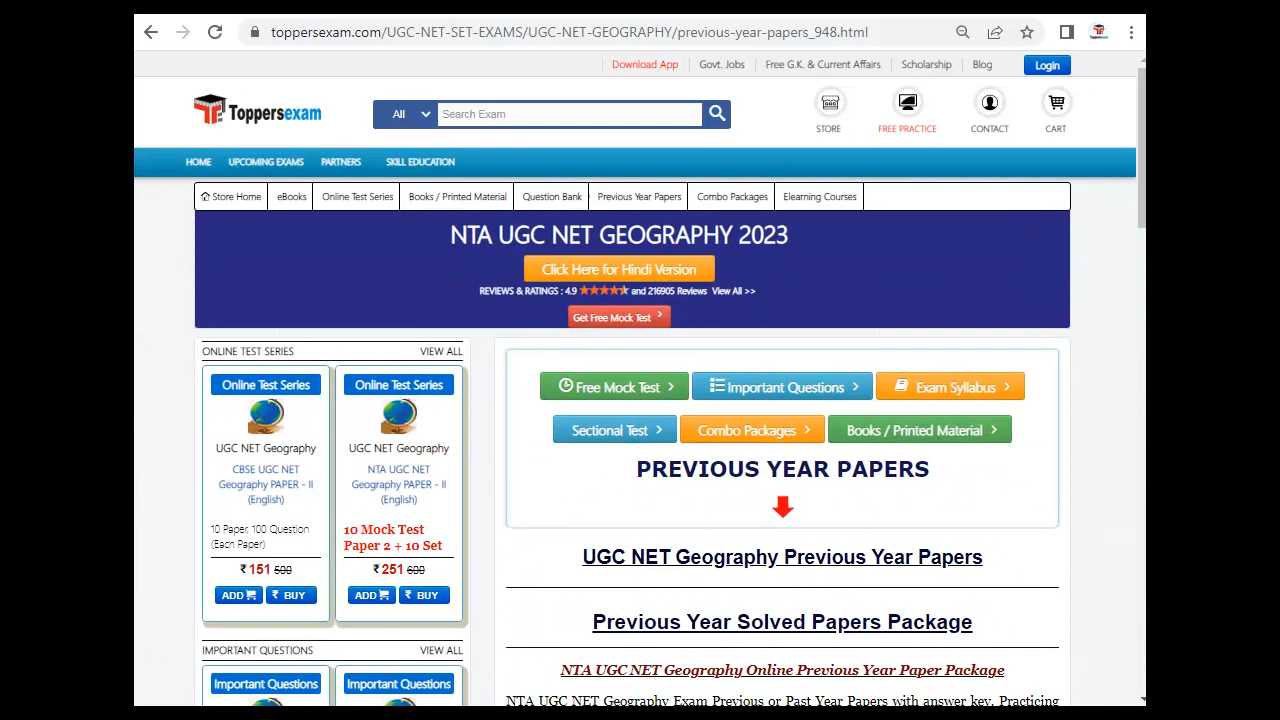 toppersexam.com/UGC-NET-SET-EXAMS/UGC-NET-GEOGRAPHY/previous-year-papers_948.html
Download App Govt. Jobs Free G.K. & Current Affairs Scholarship Blog Login
Toppersexam
All Search Exam
STORE FREE PRACTICE CONTACT CART
HOME UPCOMING EXAMS PARTNERS SKILL EDUCATION
Store Home eBooks Online Test Series Books / Printed Material Question Bank Previous Year Papers Combo Packages Elearning Courses
NTA UGC NET GEOGRAPHY 2023
Click Here for Hindi Version
REVIEWS & RATINGS : 4.9 and 216905 Reviews View All >>
Get Free Mock Test
ONLINE TEST SERIES VIEW ALL
Online Test Series
UGC NET Geography
CBSE UGC NET
Geography PAPER - II
(English)
10 Paper, 100 Question
(Each Paper)
₹ 151 500
ADD ₹ BUY
Online Test Series
UGC NET Geography
NTA UGC NET
Geography PAPER - II
(English)
10 Mock Test
Paper 2 + 10 Set
₹ 251 600
ADD ₹ BUY
IMPORTANT QUESTIONS VIEW ALL
Important Questions Important Questions
Free Mock Test Important Questions Exam Syllabus
Sectional Test Combo Packages Books / Printed Material
PREVIOUS YEAR PAPERS
UGC NET Geography Previous Year Papers
Previous Year Solved Papers Package
NTA UGC NET Geography Online Previous Year Paper Package
NTA UGC NET Geography Exam Previous or Past Year Papers with answer key, Practicing